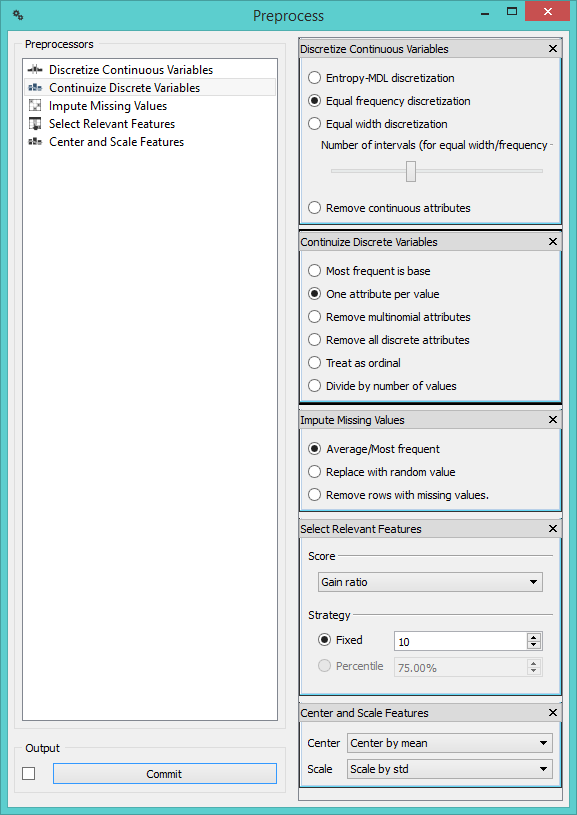 Preprocess
Preprocessors
Discretize Continuous Variables
Continuize Discrete Variables
Impute Missing Values
Select Relevant Features
Center and Scale Features
Output
Commit
Discretize Continuous Variables
Entropy-MDL discretization
Equal frequency discretization
Equal width discretization
Number of intervals (for equal width/frequency
Remove continuous attributes
Continuize Discrete Variables
Most frequent is base
One attribute per value
Remove multinomial attributes
Remove all discrete attributes
Treat as ordinal
Divide by number of values
Impute Missing Values
Average/Most frequent
Replace with random value
Remove rows with missing values.
Select Relevant Features
Score
Gain ratio
Strategy
Fixed 10
Percentile 75.00%
Center and Scale Features
Center Center by mean
Scale Scale by std